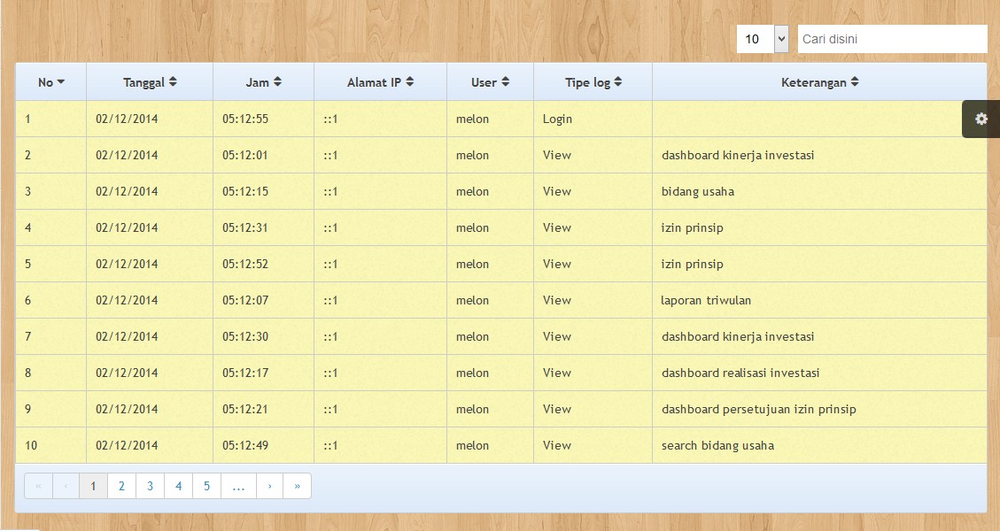 10 Cari disini
No Tanggal Jam Alamat IP User Tipe log Keterangan
1 02/12/2014 05:12:55 ::1 melon Login
2 02/12/2014 05:12:01 ::1 melon View dashboard kinerja investasi
3 02/12/2014 05:12:15 ::1 melon View bidang usaha
4 02/12/2014 05:12:31 ::1 melon View izin prinsip
5 02/12/2014 05:12:52 ::1 melon View izin prinsip
6 02/12/2014 05:12:07 ::1 melon View laporan triwulan
7 02/12/2014 05:12:30 ::1 melon View dashboard kinerja investasi
8 02/12/2014 05:12:17 ::1 melon View dashboard realisasi investasi
9 02/12/2014 05:12:21 ::1 melon View dashboard persetujuan izin prinsip
10 02/12/2014 05:12:49 ::1 melon View search bidang usaha
« ‹ 1 2 3 4 5 ... › »